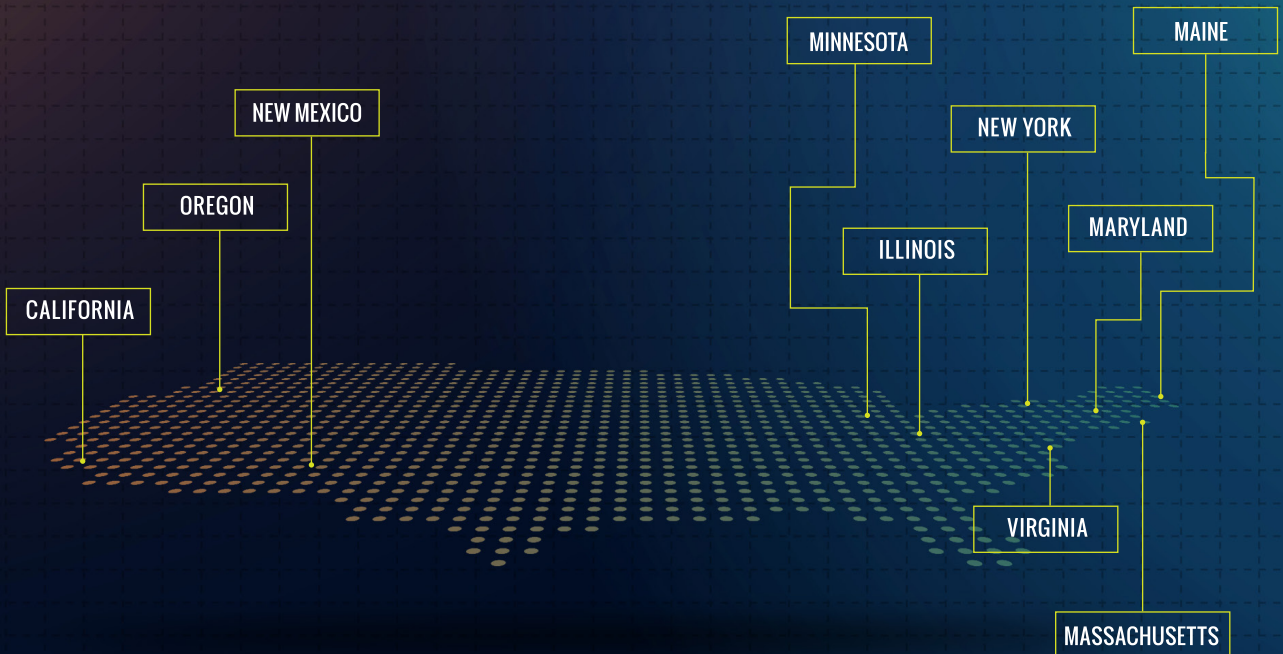 MAINE
MINNESOTA
NEW MEXICO
NEW YORK
OREGON
MARYLAND
ILLINOIS
CALIFORNIA
VIRGINIA
MASSACHUSETTS